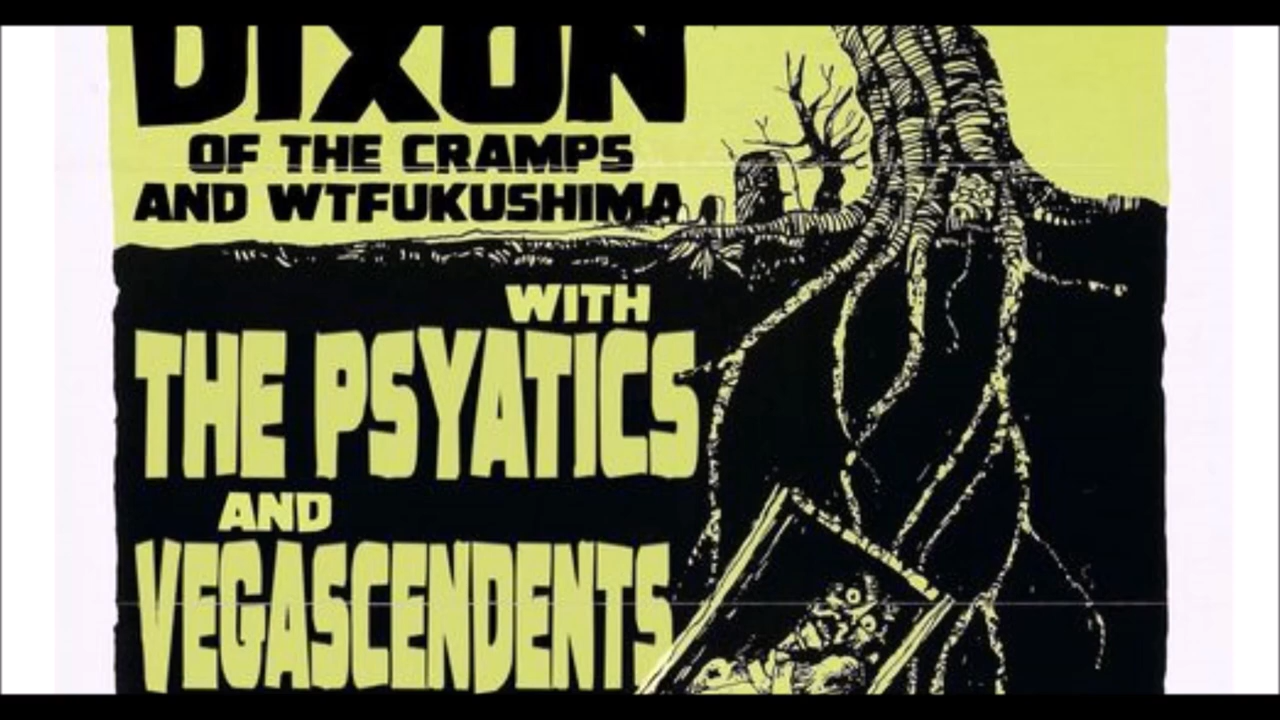 DIXON
OF THE CRAMPS
AND WTFUKUSHIMA
WITH
THE PSYATICS
AND
VEGASCENDENTS